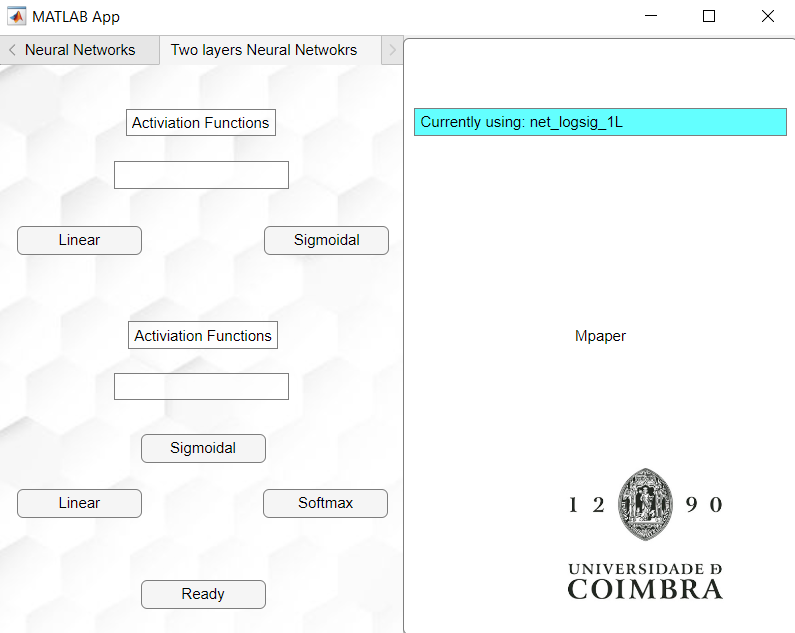 MATLAB App
Neural Networks
Two layers Neural Netwokrs
Activiation Functions
Linear
Sigmoidal
Activiation Functions
Sigmoidal
Linear
Softmax
Ready
Currently using: net_logsig_1L
Mpaper
1 2 9 0
UNIVERSIDADE Ð
COIMBRA